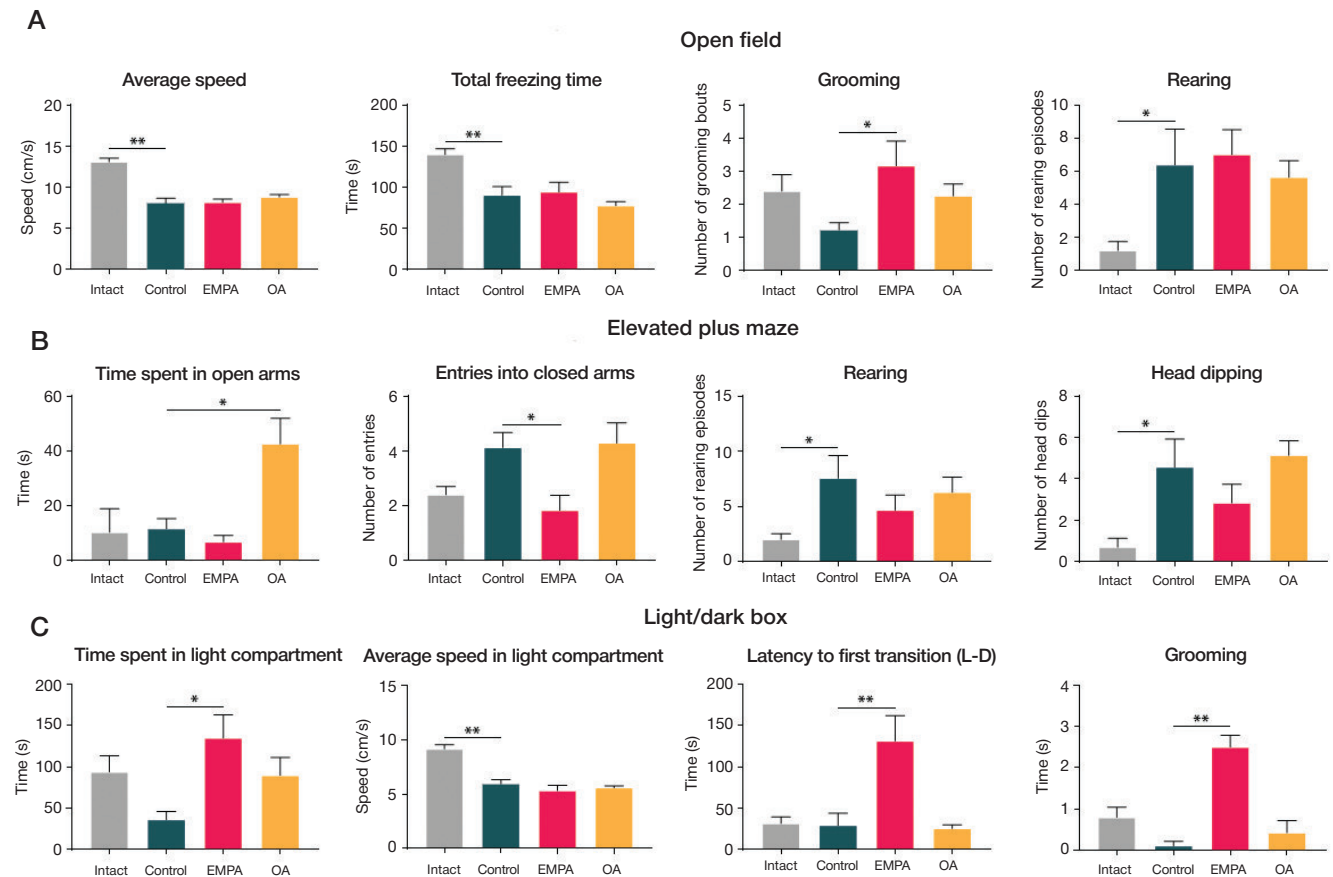 A
Open field
Average speed
Total freezing time
Grooming
Rearing
Speed (cm/s)
20
15
10
5
0
**
Intact Control EMPA OA
Time (s)
200
150
100
50
0
**
Intact Control EMPA OA
Number of grooming bouts
5
4
3
2
1
0
*
Intact Control EMPA OA
Number of rearing episodes
10
8
6
4
2
0
*
Intact Control EMPA OA
B
Elevated plus maze
Time spent in open arms
Entries into closed arms
Rearing
Head dipping
Time (s)
60
40
20
0
*
Intact Control EMPA OA
Number of entries
6
4
2
0
*
Intact Control EMPA OA
Number of rearing episodes
15
10
5
0
*
Intact Control EMPA OA
Number of head dips
8
6
4
2
0
*
Intact Control EMPA OA
C
Light/dark box
Time spent in light compartment
Average speed in light compartment
Latency to first transition (L-D)
Grooming
Time (s)
200
150
100
50
0
*
Intact Control EMPA OA
Speed (cm/s)
15
10
5
0
**
Intact Control EMPA OA
Time (s)
200
150
100
50
0
**
Intact Control EMPA OA
Time (s)
4
3
2
1
0
**
Intact Control EMPA OA